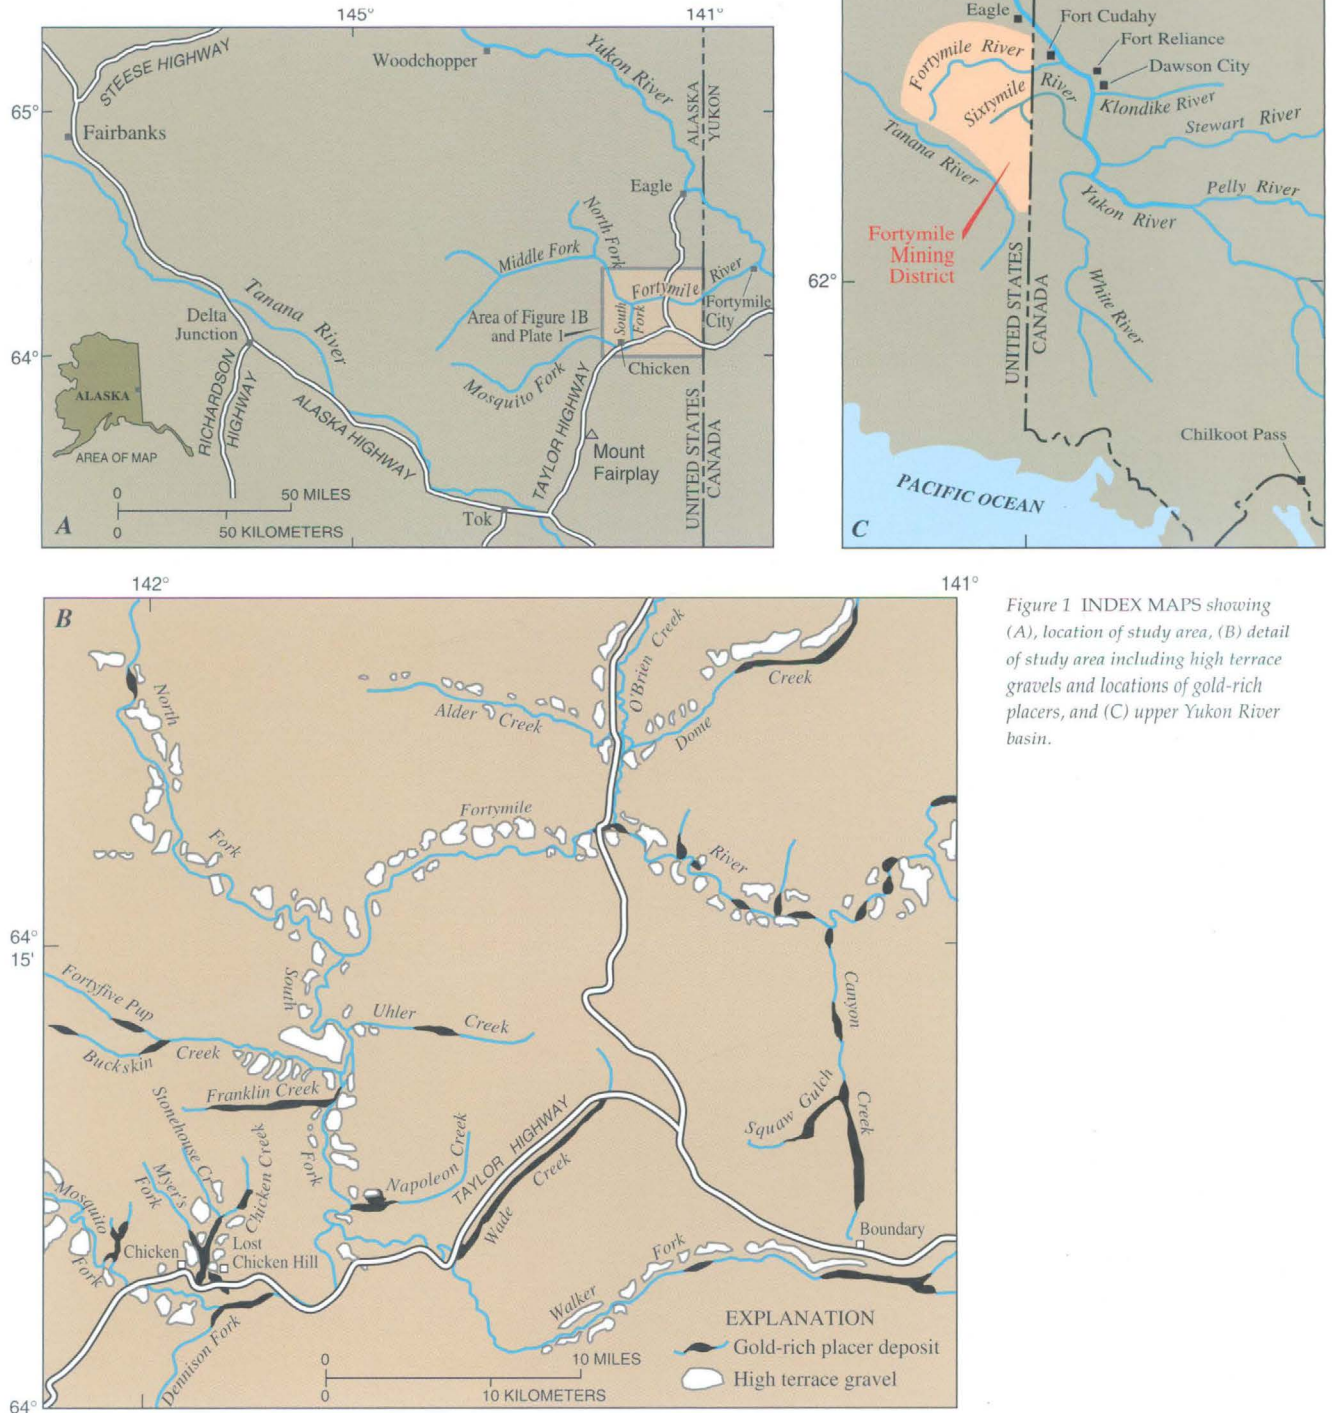 145°
141°
65°
64°
STEESE HIGHWAY
Fairbanks
Woodchopper
Yukon River
ALASKA
YUKON
Eagle
North Fork
Middle Fork
Fortymile River
Fortymile
City
South
Fork
Area of Figure 1B
and Plate 1
Chicken
Mosquito Fork
Tanana River
Delta
Junction
RICHARDSON
HIGHWAY
ALASKA HIGHWAY
TAYLOR HIGHWAY
Mount
Fairplay
UNITED STATES
CANADA
Tok
ALASKA
AREA OF MAP
0 50 MILES
0 50 KILOMETERS
A
Eagle
Fort Cudahy
Fort Reliance
Dawson City
Fortymile River
Sixtymile River
Klondike River
Stewart River
Tanana River
Pelly River
Yukon River
Fortymile
Mining
District
62°
UNITED STATES
CANADA
White River
Chilkoot Pass
PACIFIC OCEAN
C
142°
141°
B
North
Fork
Alder Creek
O'Brien Creek
Dome
Creek
Fortymile
River
64°
15'
South
Fork
Fortyfive Pup
Buckskin Creek
Uhler Creek
Franklin Creek
Stonehouse Cr
Chicken Creek
Myer's
Fork
Mosquito
Fork
Chicken
Lost
Chicken Hill
Napoleon Creek
TAYLOR HIGHWAY
Wade Creek
Canyon
Creek
Squaw Gulch
Boundary
Walker Fork
Dennison Fork
64°
0 10 MILES
0 10 KILOMETERS
EXPLANATION
Gold-rich placer deposit
High terrace gravel
Figure 1 INDEX MAPS showing
(A), location of study area, (B) detail
of study area including high terrace
gravels and locations of gold-rich
placers, and (C) upper Yukon River
basin.